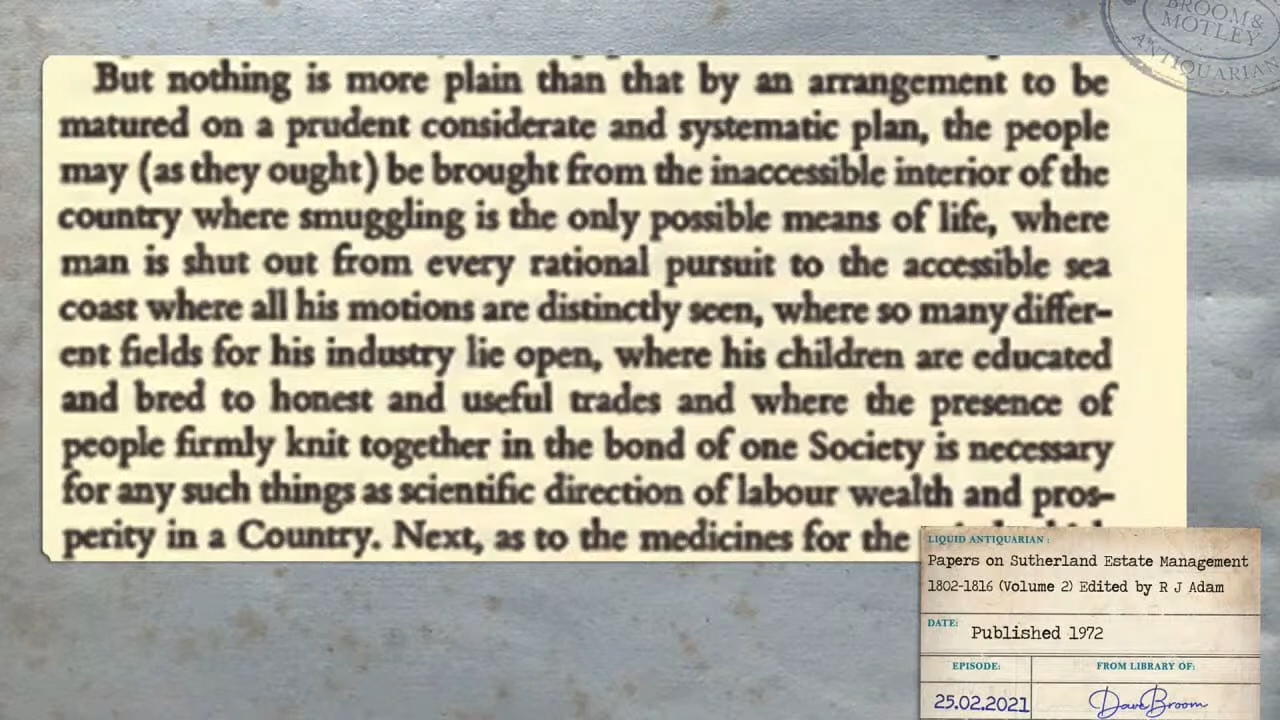 BROOM &
MOTLEY
ANTIQUARIAN
But nothing is more plain than that by an arrangement to be
matured on a prudent considerate and systematic plan, the people
may (as they ought) be brought from the inaccessible interior of the
country where smuggling is the only possible means of life, where
man is shut out from every rational pursuit to the accessible sea
coast where all his motions are distinctly seen, where so many differ-
ent fields for his industry lie open, where his children are educated
and bred to honest and useful trades and where the presence of
people firmly knit together in the bond of one Society is necessary
for any such things as scientific direction of labour wealth and pros-
perity in a Country. Next, as to the medicines for the
LIQUID ANTIQUARIAN :
Papers on Sutherland Estate Management
1802-1816 (Volume 2) Edited by R J Adam
DATE: Published 1972
EPISODE: FROM LIBRARY OF:
25.02.2021 Dave Broom